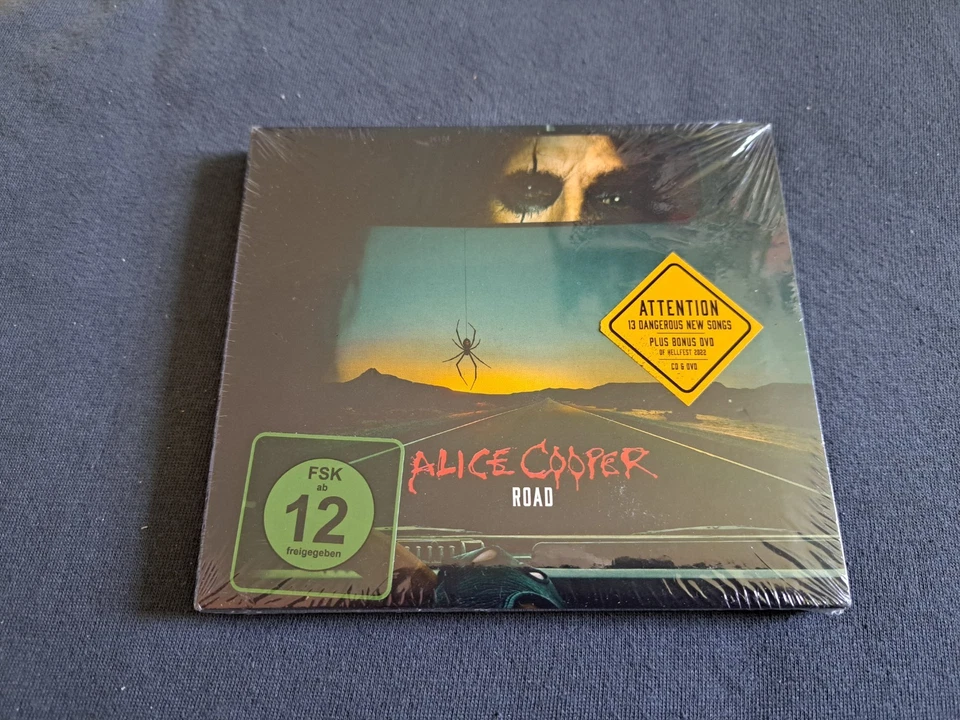 ATTENTION
13 DANGEROUS NEW SONGS
PLUS BONUS DVD
OF HELLFEST 2022
CD & DVD
ALICE COOPER
ROAD
FSK
ab
12
freigegeben